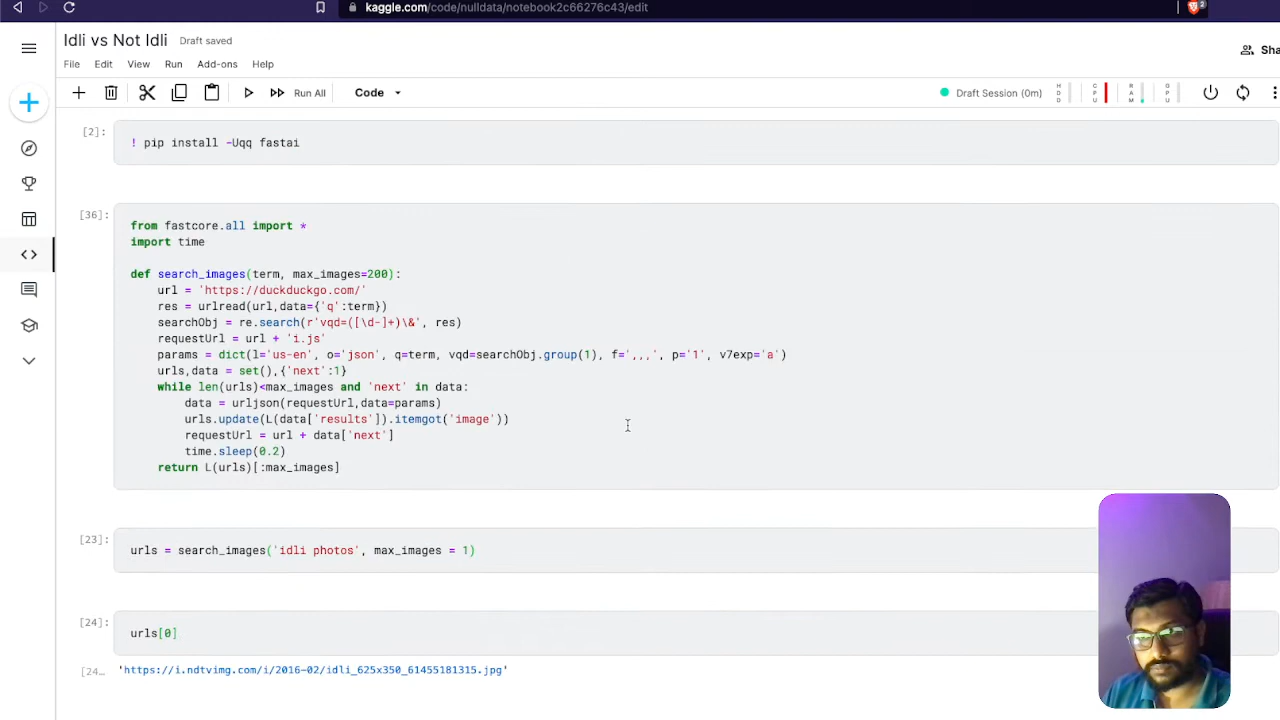 kaggle.com/code/nulldata/notebook2c66276c43/edit
2
Idli vs Not Idli
Draft saved
Sha
File Edit View Run Add-ons Help
Run All
Code
Draft Session (0m)
HDD
CPU
RAM
GPU
[2]:
! pip install -Uqq fastai
[36]:
from fastcore.all import *
import time
def search_images(term, max_images=200):
url = 'https://duckduckgo.com/'
res = urlread(url,data={'q':term})
searchObj = re.search(r'vqd=([\d-]+)\&', res)
requestUrl = url + 'i.js'
params = dict(l='us-en', o='json', q=term, vqd=searchObj.group(1), f=',,,', p='1', v7exp='a')
urls,data = set(),{'next':1}
while len(urls)<max_images and 'next' in data:
data = urljson(requestUrl,data=params)
urls.update(L(data['results']).itemgot('image'))
requestUrl = url + data['next']
time.sleep(0.2)
return L(urls)[:max_images]
[23]:
urls = search_images('idli photos', max_images = 1)
[24]:
urls[0]
[24…
'https://i.ndtvimg.com/i/2016-02/idli_625x350_61455181315.jpg'